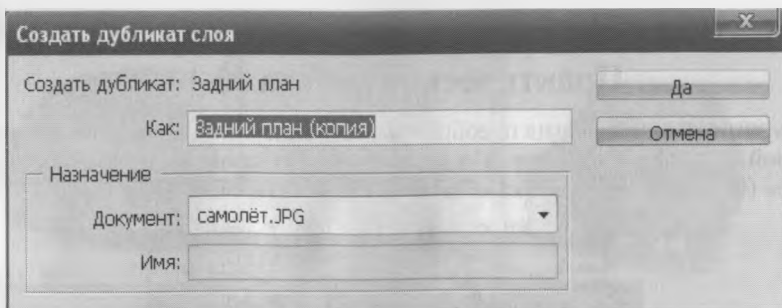 Создать дубликат слоя
Создать дубликат: Задний план
Да
Как: Задний план (копия)
Отмена
Назначение
Документ: самолёт.JPG
Имя: